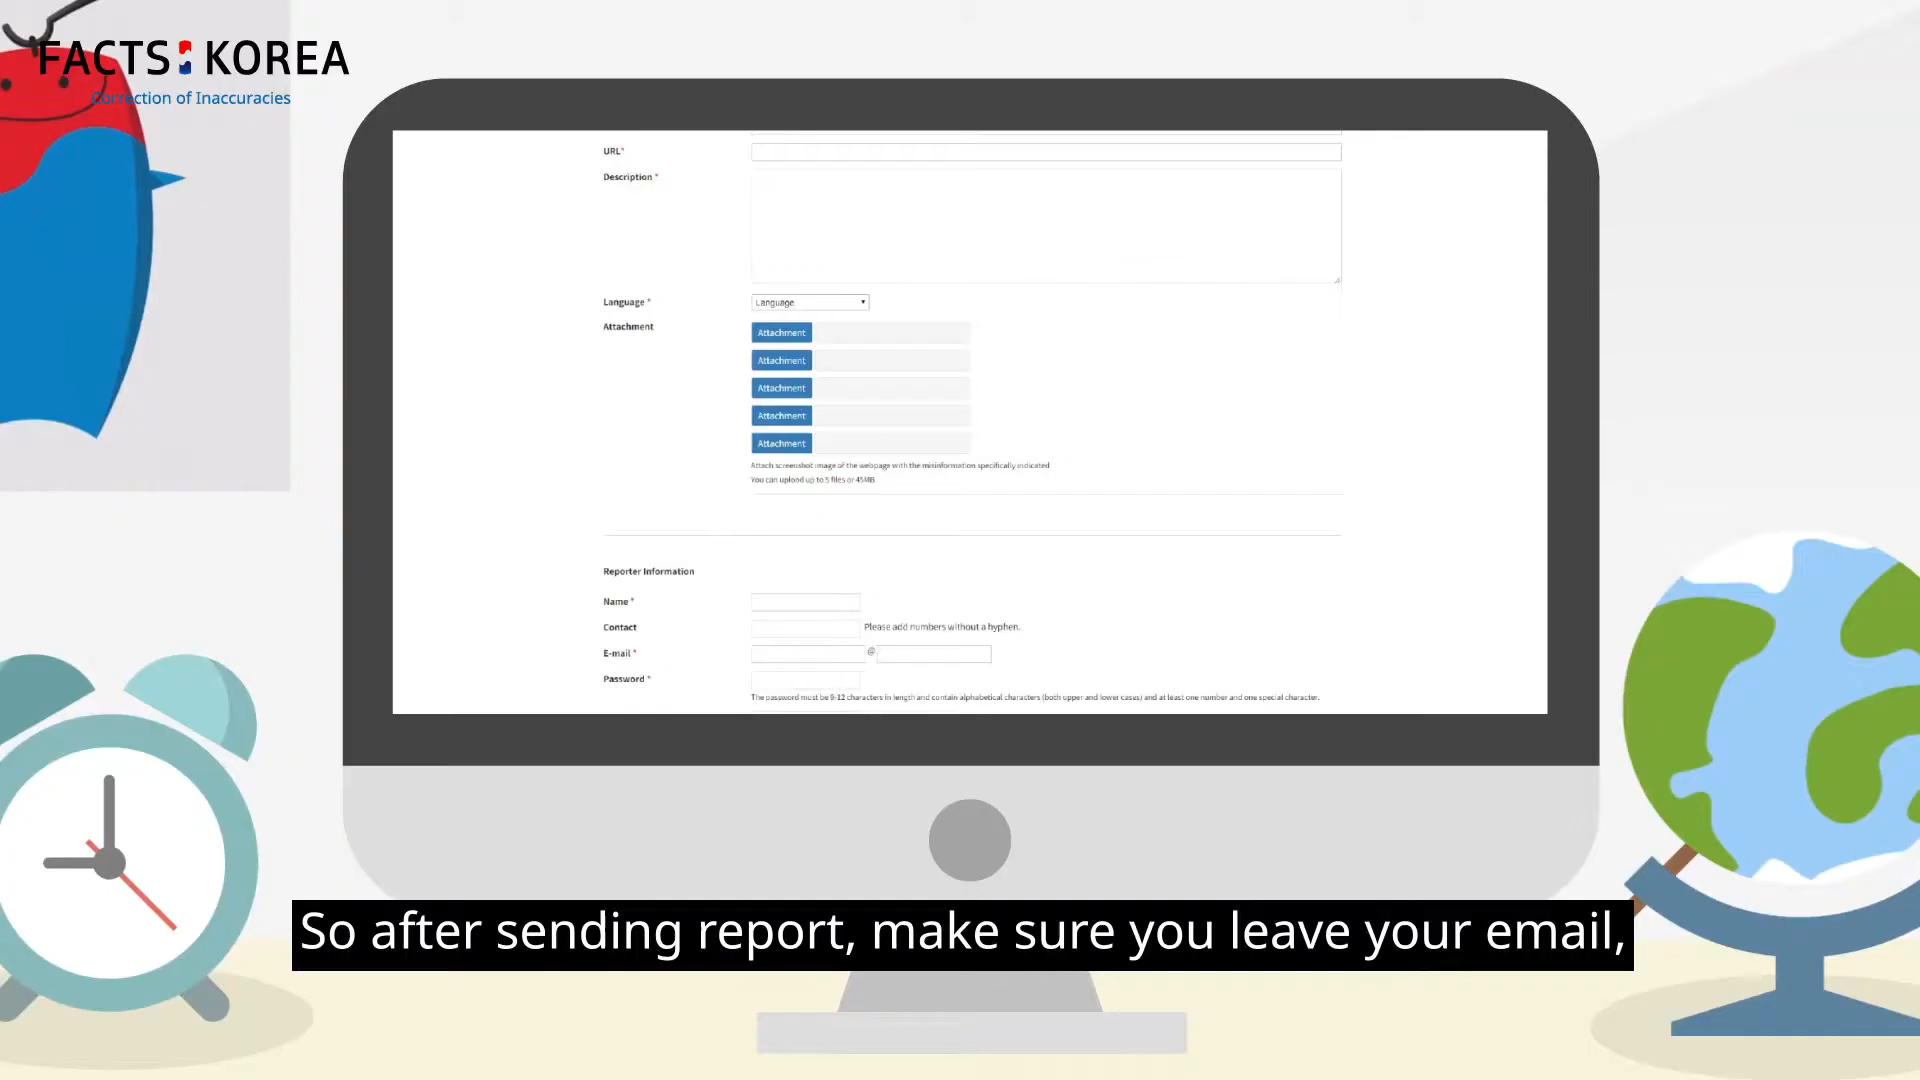 FACTS KOREA
Correction of Inaccuracies
URL*
Description *
Language *
Language
Attachment
Attachment
Attachment
Attachment
Attachment
Attachment
Attach screenshot image of the webpage with the misinformation specifically indicated
You can upload up to 5 files or 45MB
Reporter Information
Name *
Contact
Please add numbers without a hyphen.
E-mail *
@
Password *
The password must be 9-12 characters in length and contain alphabetical characters (both upper and lower cases) and at least one number and one special character.
So after sending report, make sure you leave your email,